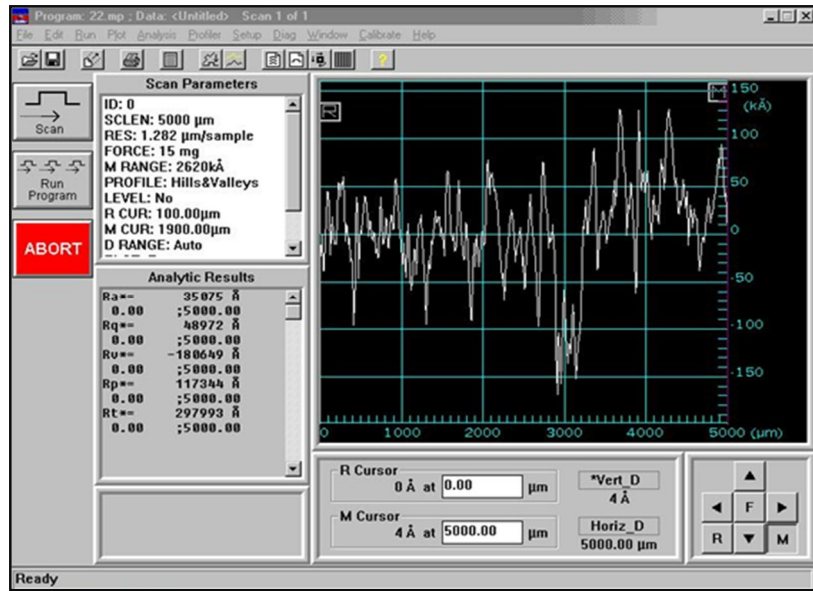 Program: 22.mp ; Data: <Untitled> Scan 1 of 1
File Edit Run Plot Analysis Profiler Setup Diag Window Calibrate Help
Scan
Run
Program
ABORT
Scan Parameters
ID: 0
SCLEN: 5000 µm
RES: 1.282 µm/sample
FORCE: 15 mg
M RANGE: 2620kÅ
PROFILE: Hills&Valleys
LEVEL: No
R CUR: 100.00µm
M CUR: 1900.00µm
D RANGE: Auto
Analytic Results
Ra*= 35075 Å
0.00 ;5000.00
Rq*= 48972 Å
0.00 ;5000.00
Rv*= -180649 Å
0.00 ;5000.00
Rp*= 117344 Å
0.00 ;5000.00
Rt*= 297993 Å
0.00 ;5000.00
R
M
150
(kÅ)
100
50
0
-50
-100
-150
0 1000 2000 3000 4000 5000 (µm)
R Cursor
0 Å at 0.00 µm
M Cursor
4 Å at 5000.00 µm
*Vert_D
4 Å
Horiz_D
5000.00 µm
F
R M
Ready